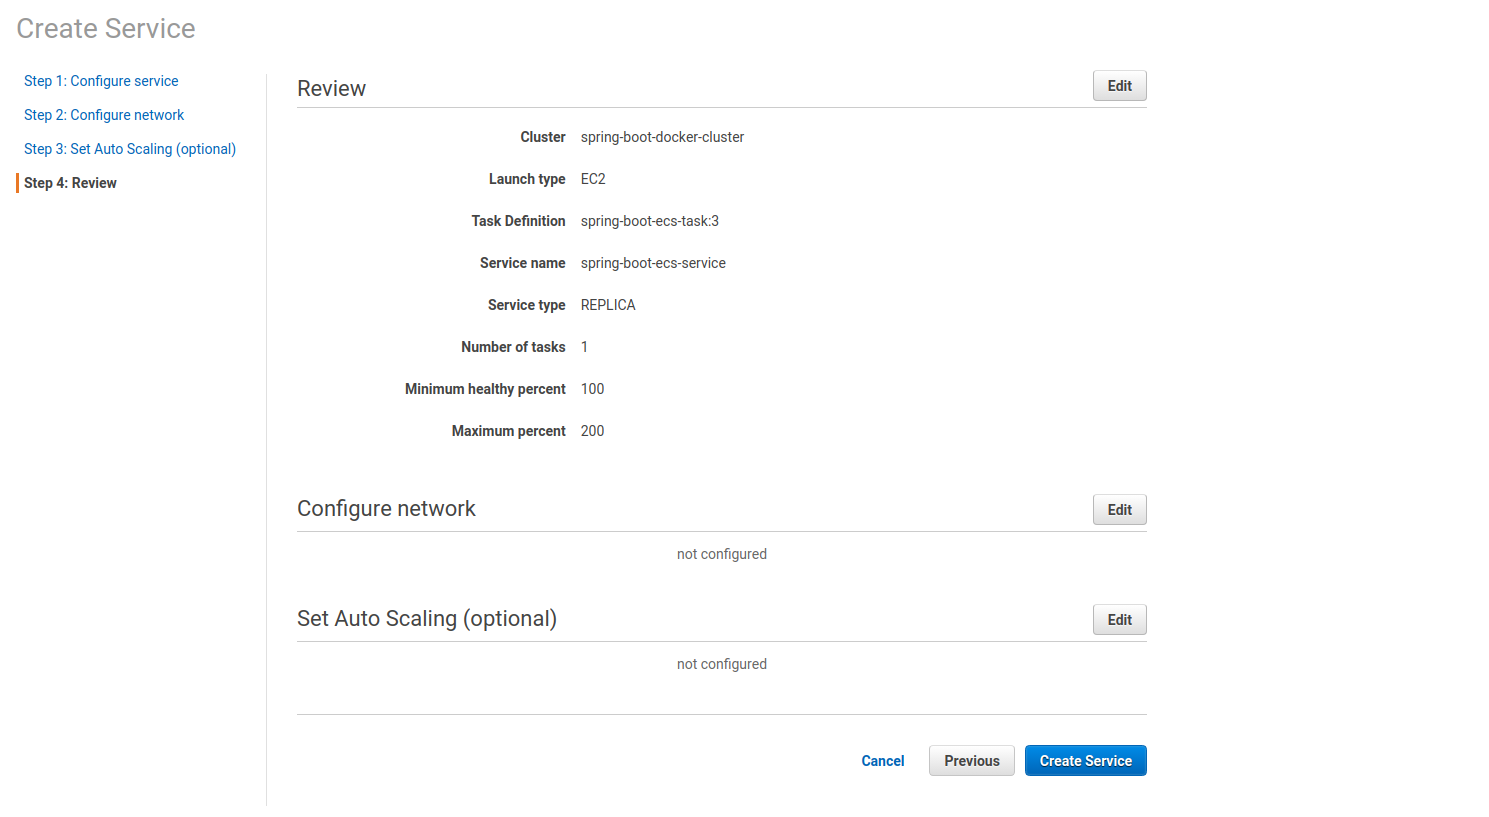 Create Service
Step 1: Configure service
Step 2: Configure network
Step 3: Set Auto Scaling (optional)
Step 4: Review
Review
Edit
Cluster spring-boot-docker-cluster
Launch type EC2
Task Definition spring-boot-ecs-task:3
Service name spring-boot-ecs-service
Service type REPLICA
Number of tasks 1
Minimum healthy percent 100
Maximum percent 200
Configure network
Edit
not configured
Set Auto Scaling (optional)
Edit
not configured
Cancel Previous Create Service